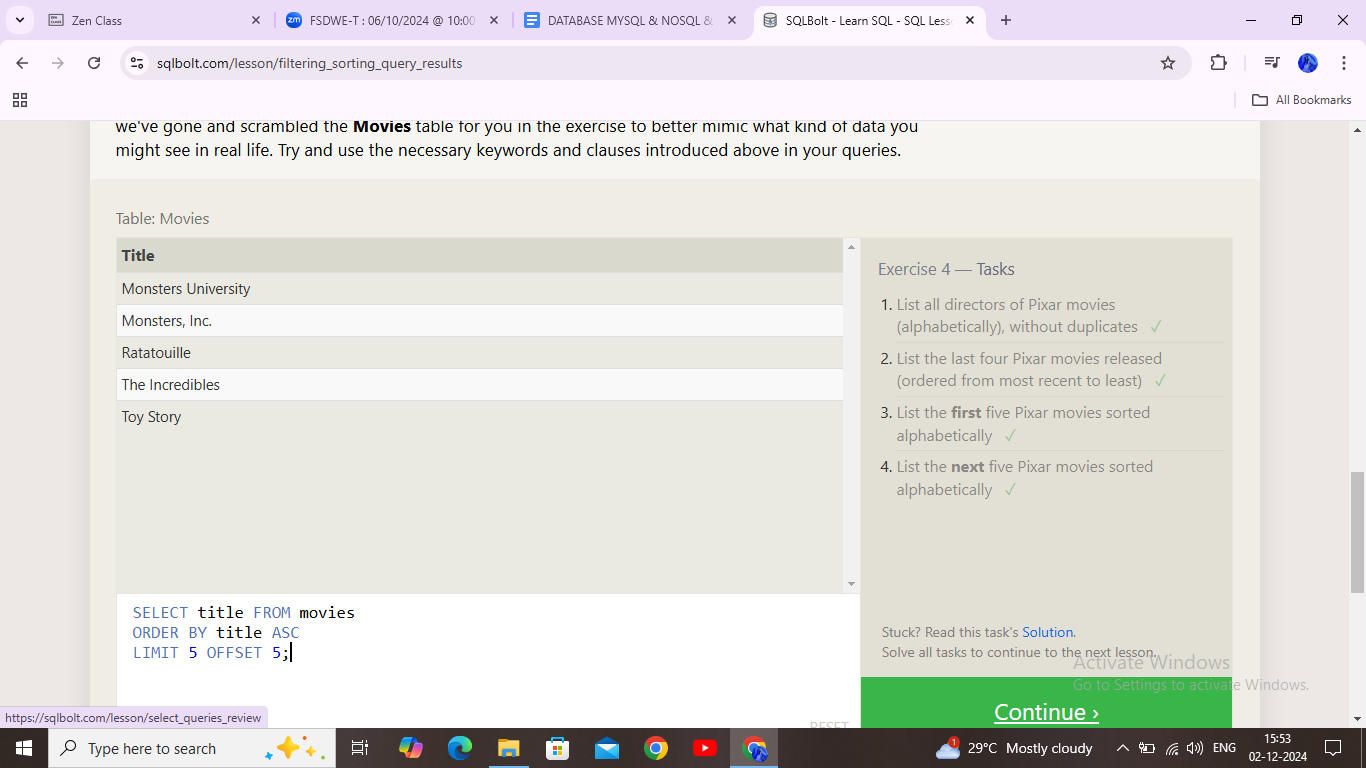 Zen Class
FSDWE-T : 06/10/2024 @ 10:00
DATABASE MYSQL & NOSQL &
SQLBolt - Learn SQL - SQL Less
sqlbolt.com/lesson/filtering_sorting_query_results
All Bookmarks
we've gone and scrambled the Movies table for you in the exercise to better mimic what kind of data you
might see in real life. Try and use the necessary keywords and clauses introduced above in your queries.
Table: Movies
Title
Monsters University
Monsters, Inc.
Ratatouille
The Incredibles
Toy Story
Exercise 4 — Tasks
1. List all directors of Pixar movies
(alphabetically), without duplicates ✓
2. List the last four Pixar movies released
(ordered from most recent to least) ✓
3. List the first five Pixar movies sorted
alphabetically ✓
4. List the next five Pixar movies sorted
alphabetically ✓
SELECT title FROM movies
ORDER BY title ASC
LIMIT 5 OFFSET 5;
RESET
Stuck? Read this task's Solution.
Solve all tasks to continue to the next lesson.
Continue ›
Activate Windows
Go to Settings to activate Windows.
https://sqlbolt.com/lesson/select_queries_review
Type here to search
1
29°C Mostly cloudy
ENG
15:53
02-12-2024